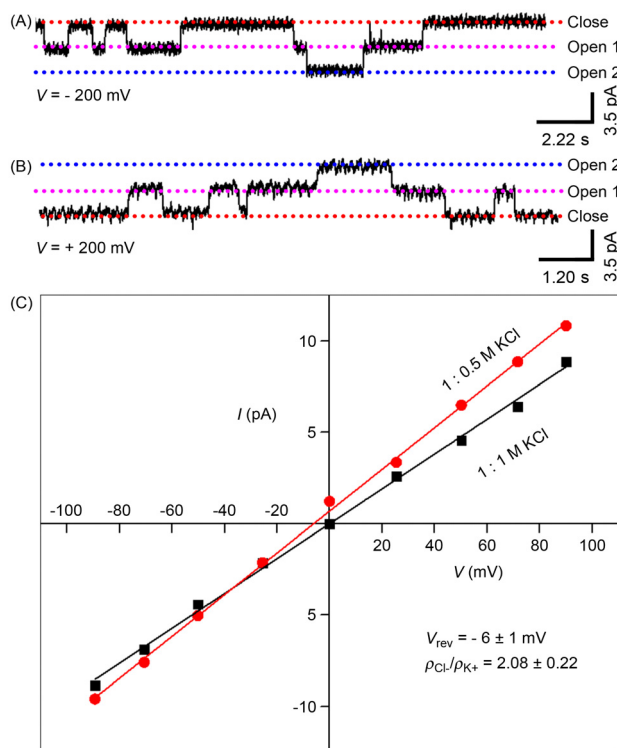 (A)
Close
Open 1
Open 2
V = - 200 mV
2.22 s
3.5 pA
(B)
Open 2
Open 1
Close
V = + 200 mV
1.20 s
3.5 pA
(C)
10
1 : 0.5 M KCl
I (pA)
5
1 : 1 M KCl
-100 -80 -60 -40 -20
20 40 60 80 100
V (mV)
-5
V_rev = - 6 ± 1 mV
ρCl-/ρK+ = 2.08 ± 0.22
-10